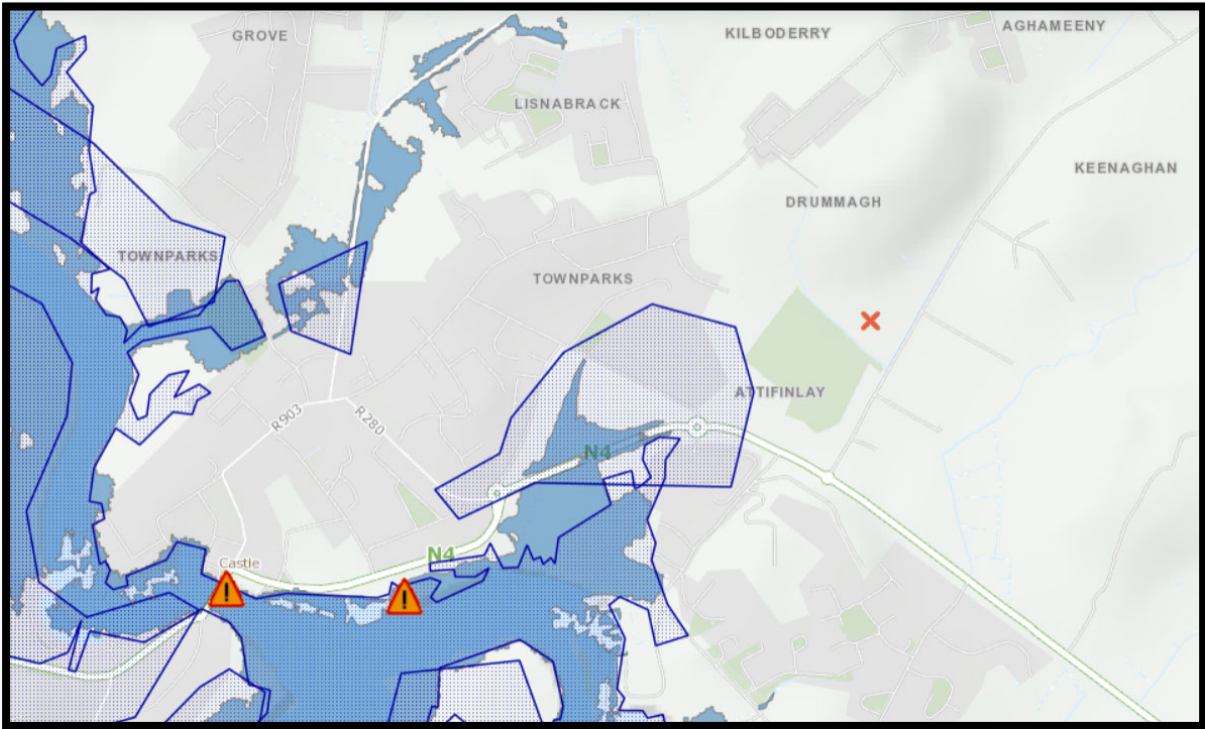 GROVE
KILBODERRY
AGHAMEENY
LISNABRACK
KEENAGHAN
DRUMMAGH
TOWNPARKS
TOWNPARKS
ATTIFINLAY
R903
R280
N4
N4
Castle